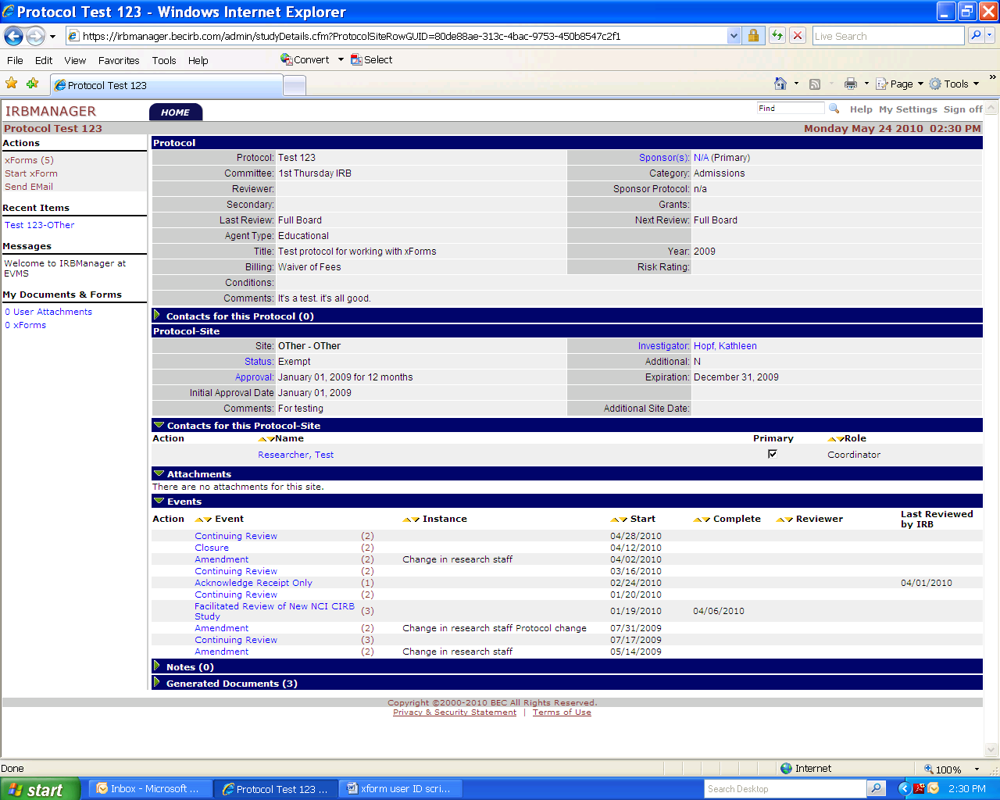 Protocol Test 123 - Windows Internet Explorer
https://irbmanager.becirb.com/admin/studyDetails.cfm?ProtocolSiteRowGUID=80de88ae-313c-4bac-9753-450b8547c2f1
Live Search
File Edit View Favorites Tools Help Convert Select
Protocol Test 123 Page Tools
IRBMANAGER HOME Find Help My Settings Sign off
Protocol Test 123 Monday May 24 2010 02:30 PM
Actions
xForms (5)
Start xForm
Send EMail
Recent Items
Test 123-OTher
Messages
Welcome to IRBManager at
EVMS
My Documents & Forms
0 User Attachments
0 xForms
Protocol
Protocol: Test 123 Sponsor(s): N/A (Primary)
Committee: 1st Thursday IRB Category: Admissions
Reviewer: Sponsor Protocol: n/a
Secondary: Grants:
Last Review: Full Board Next Review: Full Board
Agent Type: Educational
Title: Test protocol for working with xForms Year: 2009
Billing: Waiver of Fees Risk Rating:
Conditions:
Comments: It's a test. it's all good.
Contacts for this Protocol (0)
Protocol-Site
Site: OTher - OTher Investigator: Hopf, Kathleen
Status: Exempt Additional: N
Approval: January 01, 2009 for 12 months Expiration: December 31, 2009
Initial Approval Date January 01, 2009
Comments: For testing Additional Site Date:
Contacts for this Protocol-Site
Action Name Primary Role
Researcher, Test Coordinator
Attachments
There are no attachments for this site.
Events
Action Event Instance Start Complete Reviewer Last Reviewed
by IRB
Continuing Review (2) 04/28/2010
Closure (2) 04/12/2010
Amendment (2) Change in research staff 04/02/2010
Continuing Review (2) 03/16/2010
Acknowledge Receipt Only (1) 02/24/2010 04/01/2010
Continuing Review (2) 01/20/2010
Facilitated Review of New NCI CIRB
Study (3) 01/19/2010 04/06/2010
Amendment (2) Change in research staff Protocol change 07/31/2009
Continuing Review (3) 07/17/2009
Amendment (2) Change in research staff 05/14/2009
Notes (0)
Generated Documents (3)
Copyright ©2000-2010 BEC All Rights Reserved.
Privacy & Security Statement | Terms of Use
Done Internet 100%
start Inbox - Microsoft ... Protocol Test 123 ... xform user ID scri... Search Desktop 2:30 PM